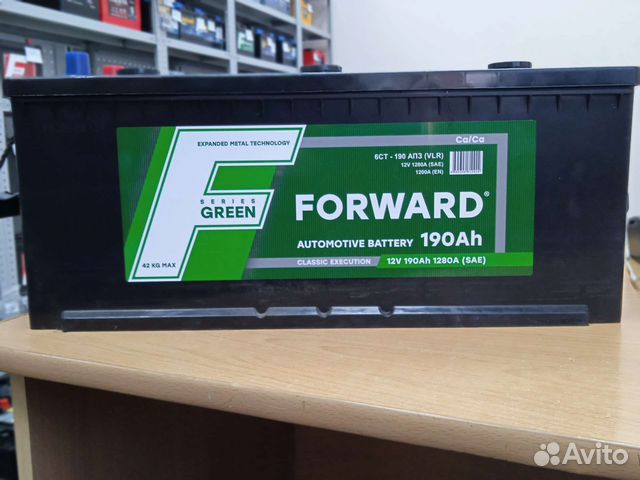 Ca/Ca
EXPANDED METAL TECHNOLOGY
6СТ - 190 АПЗ (VLR)
12V 1280A (SAE)
1200A (EN)
F
SERIES
GREEN
FORWARD®
AUTOMOTIVE BATTERY 190Ah
42 KG MAX
CLASSIC EXECUTION
12V 190Ah 1280A (SAE)
Avito